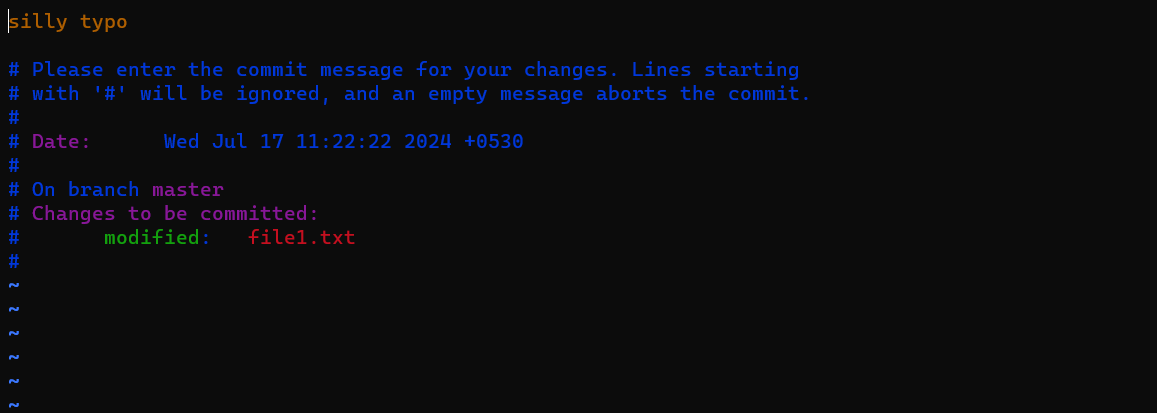 silly typo
# Please enter the commit message for your changes. Lines starting
# with '#' will be ignored, and an empty message aborts the commit.
#
# Date:      Wed Jul 17 11:22:22 2024 +0530
#
# On branch master
# Changes to be committed:
#       modified:   file1.txt
#
~
~
~
~
~
~